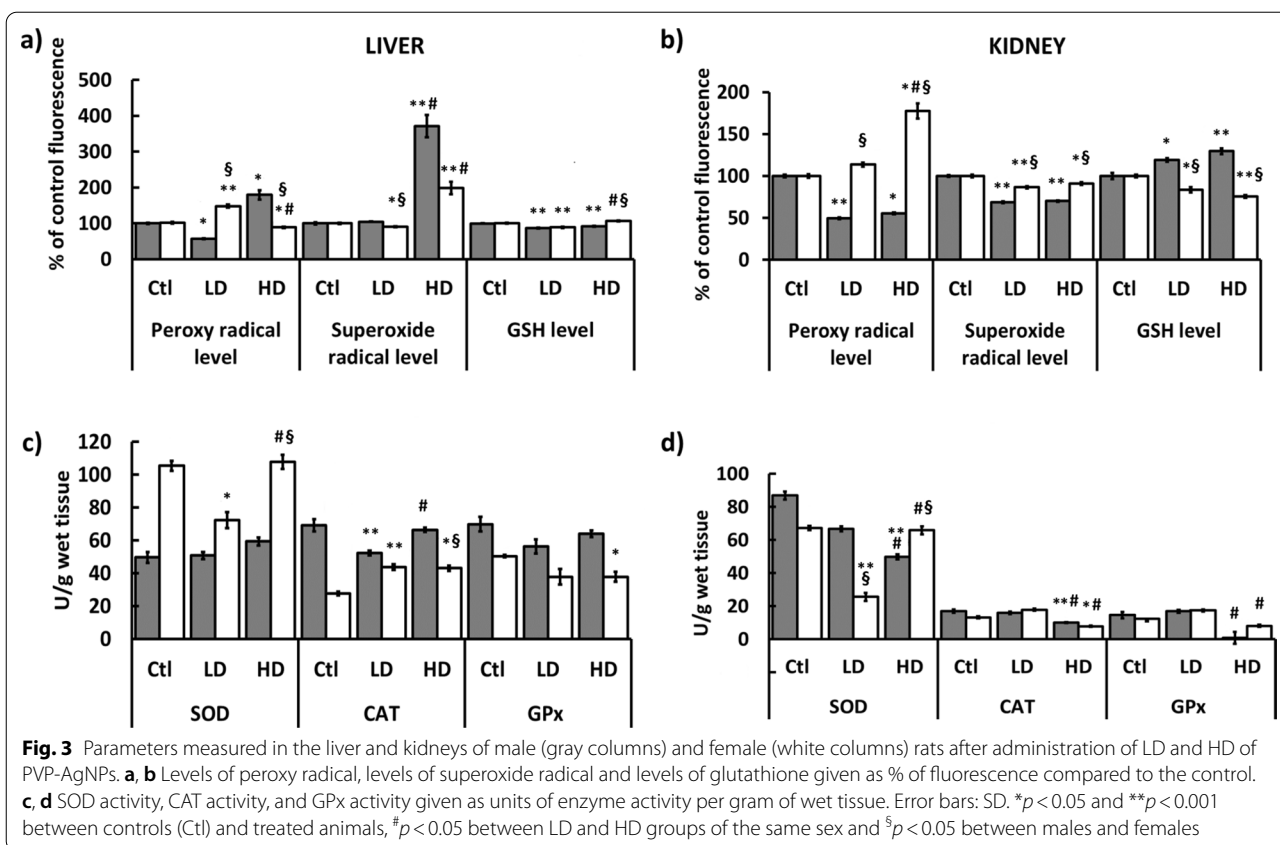 a) LIVER
% of control fluorescence
500
400
300
200
100
0
* § ** * § *# *§ **# **# ** ** ** #§
Ctl LD HD Ctl LD HD Ctl LD HD
Peroxy radical level
Superoxide radical level
GSH level
b) KIDNEY
% of control fluorescence
200
150
100
50
0
** § * *#§ ** **§ ** *§ * *§ ** **§
Ctl LD HD Ctl LD HD Ctl LD HD
Peroxy radical level
Superoxide radical level
GSH level
c)
U/g wet tissue
120
100
80
60
40
20
0
* #§ ** ** # *§ *
Ctl LD HD Ctl LD HD Ctl LD HD
SOD CAT GPx
d)
U/g wet tissue
100
80
60
40
20
0
** § ** # #§ **# *# # #
Ctl LD HD Ctl LD HD Ctl LD HD
SOD CAT GPx
Fig. 3 Parameters measured in the liver and kidneys of male (gray columns) and female (white columns) rats after administration of LD and HD of
PVP-AgNPs. a, b Levels of peroxy radical, levels of superoxide radical and levels of glutathione given as % of fluorescence compared to the control.
c, d SOD activity, CAT activity, and GPx activity given as units of enzyme activity per gram of wet tissue. Error bars: SD. *p < 0.05 and **p < 0.001
between controls (Ctl) and treated animals, #p < 0.05 between LD and HD groups of the same sex and §p < 0.05 between males and females